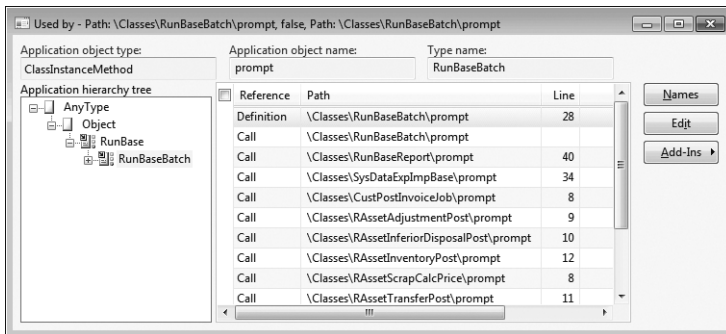 Used by - Path: \Classes\RunBaseBatch\prompt, false, Path: \Classes\RunBaseBatch\prompt
Application object type:
Application object name:
Type name:
ClassInstanceMethod
prompt
RunBaseBatch
Application hierarchy tree
AnyType
Object
RunBase
RunBaseBatch
Reference Path Line
Definition \Classes\RunBaseBatch\prompt 28
Call \Classes\RunBaseBatch\prompt
Call \Classes\RunBaseReport\prompt 40
Call \Classes\SysDataExpImpBase\prompt 34
Call \Classes\CustPostInvoiceJob\prompt 8
Call \Classes\RAssetAdjustmentPost\prompt 9
Call \Classes\RAssetInferiorDisposalPost\prompt 10
Call \Classes\RAssetInventoryPost\prompt 12
Call \Classes\RAssetScrapCalcPrice\prompt 8
Call \Classes\RAssetTransferPost\prompt 11
Names
Edit
Add-Ins